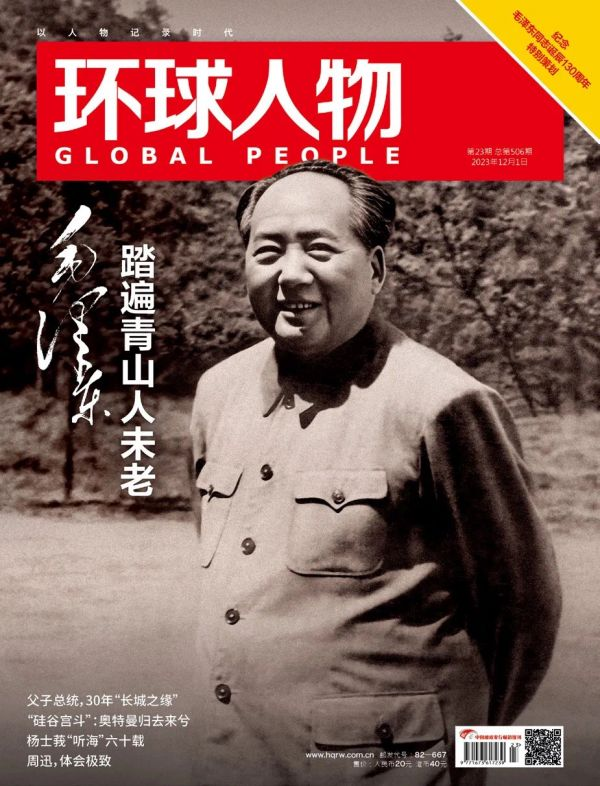 以人物记录时代
纪念
毛泽东同志诞辰130周年
特别策划
环球人物
GLOBAL PEOPLE
第23期 总第506期
2023年12月1日
毛泽东
踏遍青山人未老
父子总统，30年“长城之缘”
“硅谷宫斗”：奥特曼归去来兮
杨士莪“听海”六十载
周迅，体会极致
www.hqrw.com.cn 邮发代号：82-667
售价：人民币20元 港币40元